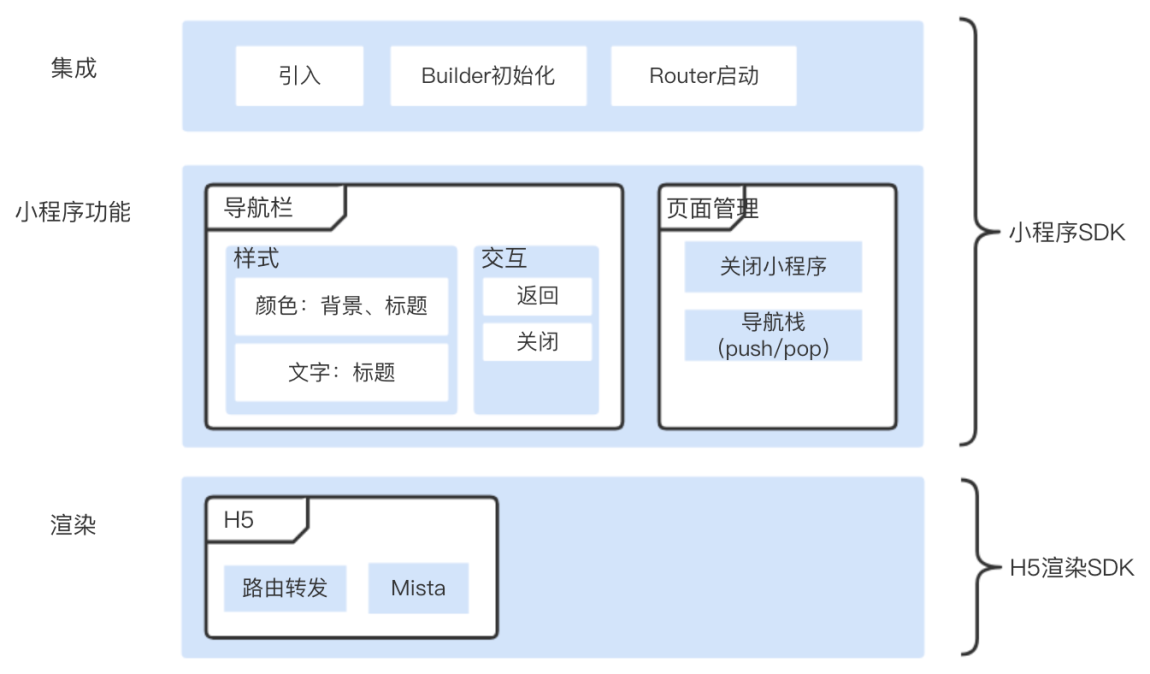 集成
引入
Builder初始化
Router启动
小程序功能
导航栏
样式
颜色：背景、标题
文字：标题
交互
返回
关闭
页面管理
关闭小程序
导航栈
(push/pop)
小程序SDK
渲染
H5
路由转发
Mista
H5渲染SDK